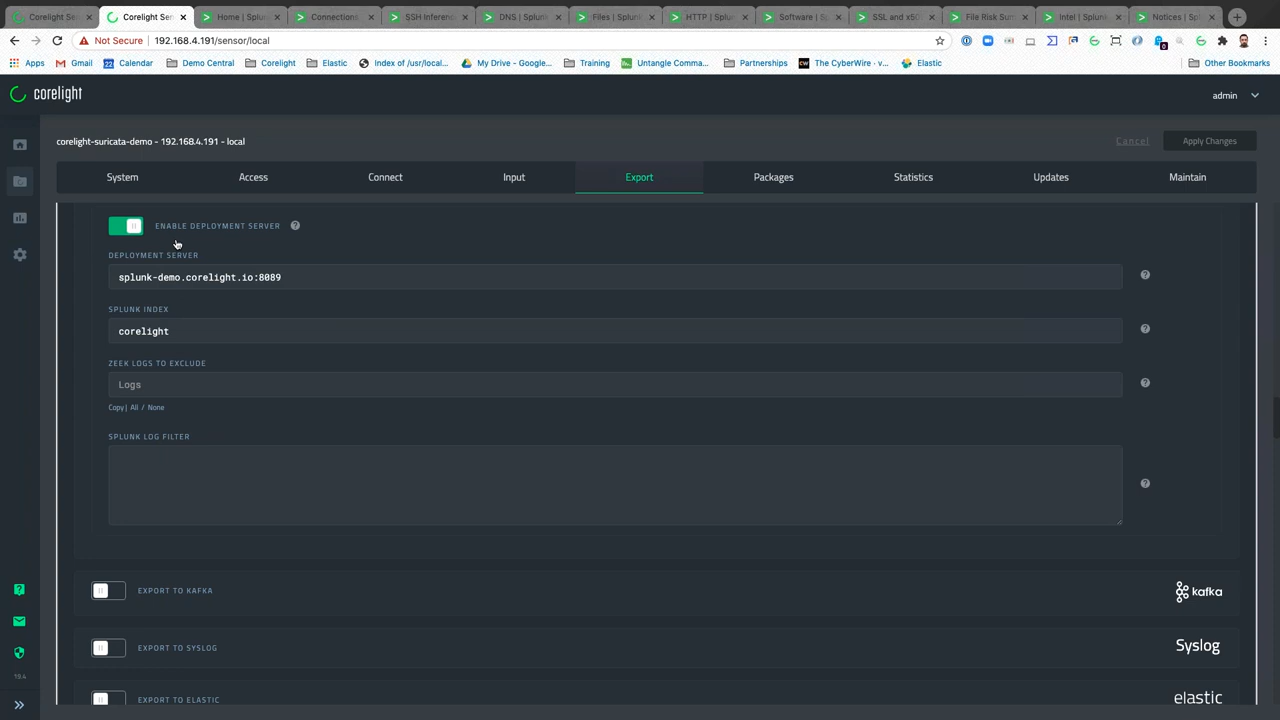 Corelight Se
Corelight Sen
Home | Splun
Connections
SSH Inferenc
DNS | Splunk
Files | Splunk
HTTP | Splun
Software | Sp
SSL and x50
File Risk Sum
Intel | Splunk
Notices | Spl
Not Secure | 192.168.4.191/sensor/local
Apps
Gmail
22 Calendar
Demo Central
Corelight
Elastic
Index of /usr/local...
My Drive - Google...
Training
Untangle Comma...
Partnerships
CW The CyberWire · v...
Elastic
Other Bookmarks
corelight
admin
corelight-suricata-demo - 192.168.4.191 - local
Cancel
Apply Changes
System
Access
Connect
Input
Export
Packages
Statistics
Updates
Maintain
ENABLE DEPLOYMENT SERVER ?
DEPLOYMENT SERVER
splunk-demo.corelight.io:8089 ?
SPLUNK INDEX
corelight ?
ZEEK LOGS TO EXCLUDE
Logs ?
Copy| All / None
SPLUNK LOG FILTER
?
EXPORT TO KAFKA
kafka
EXPORT TO SYSLOG
Syslog
EXPORT TO ELASTIC
elastic